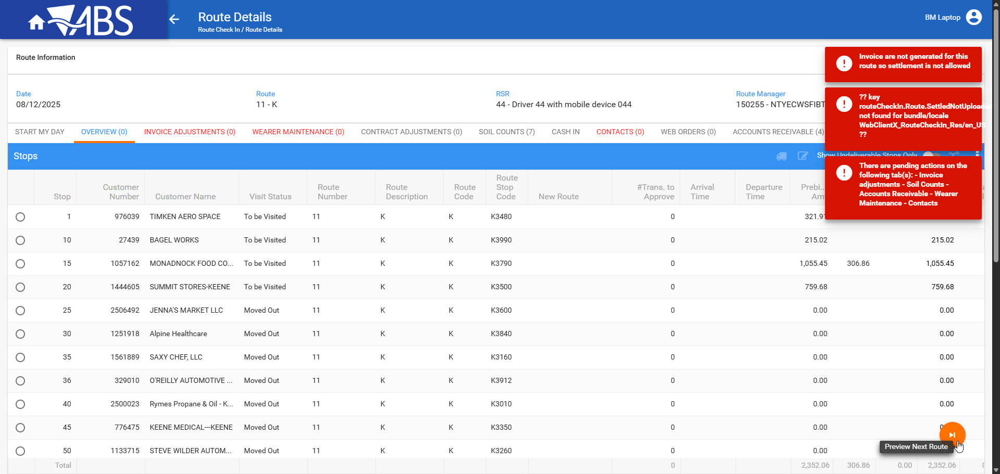 ABS
Route Details
Route Check In / Route Details
BM Laptop
Route Information
Date
08/12/2025
Route
11 - K
RSR
44 - Driver 44 with mobile device 044
Route Manager
150255 - NTYECWSFIBT
Invoice are not generated for this
route so settlement is not allowed
?? key
routeCheckIn.Route.SettledNotUploaded
not found for bundle/locale
WebClientX_RouteCheckIn_Res/en_US
??
There are pending actions on the
following tab(s): - Invoice
adjustments - Soil Counts -
Accounts Receivable - Wearer
Maintenance - Contacts
START MY DAY OVERVIEW (0) INVOICE ADJUSTMENTS (0) WEARER MAINTENANCE (0) CONTRACT ADJUSTMENTS (0) SOIL COUNTS (7) CASH IN CONTACTS (0) WEB ORDERS (0) ACCOUNTS RECEIVABLE (4)
Stops
Show Undeliverable Stops Only
Stop
Customer
Number
Customer Name
Visit Status
Route
Number
Route
Description
Route
Code
Route
Stop
Code
New Route
#Trans. to
Approve
Arrival
Time
Departure
Time
Prebi...
Am
1 976039 TIMKEN AERO SPACE To be Visited 11 K K K3480 0 321.91
10 27439 BAGEL WORKS To be Visited 11 K K K3990 0 215.02 215.02
15 1057162 MONADNOCK FOOD CO... To be Visited 11 K K K3790 0 1,055.45 306.86 1,055.45
20 1444605 SUMMIT STORES-KEENE To be Visited 11 K K K3500 0 759.68 759.68
25 2506492 JENNA'S MARKET LLC Moved Out 11 K K K3600 0 0.00 0.00
30 1251918 Alpine Healthcare Moved Out 11 K K K3840 0 0.00 0.00
35 1561889 SAXY CHEF, LLC Moved Out 11 K K K3160 0 0.00 0.00
36 329010 O'REILLY AUTOMOTIVE ... Moved Out 11 K K K3912 0 0.00 0.00
40 2500023 Rymes Propane & Oil - K... Moved Out 11 K K K3010 0 0.00 0.00
45 776475 KEENE MEDICAL---KEENE Moved Out 11 K K K3350 0 0.00
50 1133715 STEVE WILDER AUTOM... Moved Out 11 K K K3260 0 0.00 0.00
Preview Next Route
Total 0 2,352.06 306.86 0.00 2,352.06